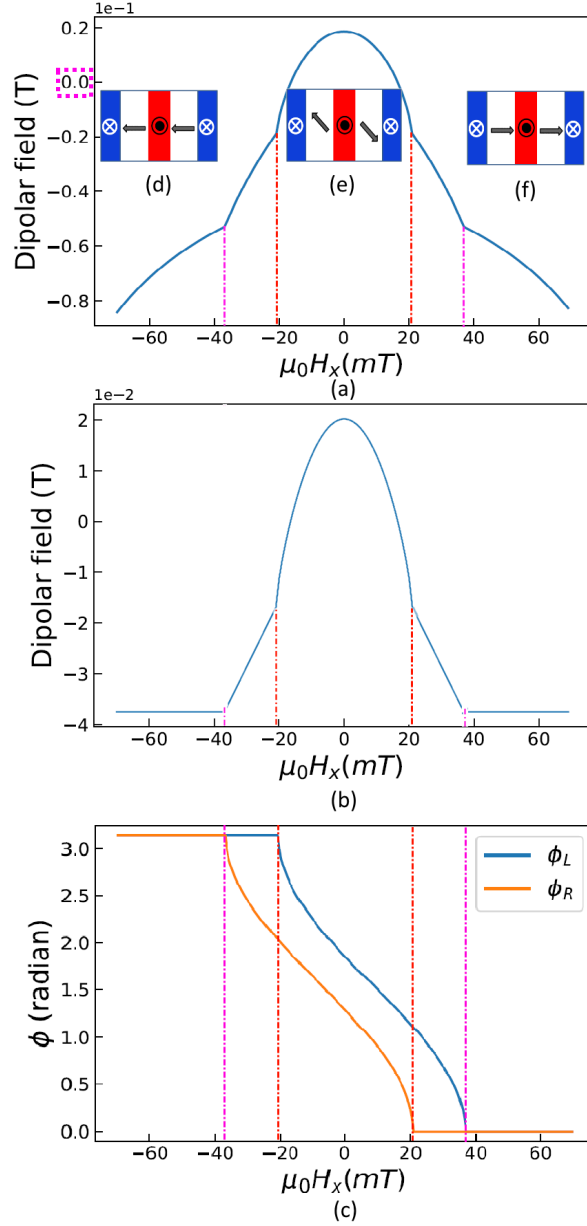 1e−1
0.2
0.0
−0.2
−0.4
−0.6
−0.8
Dipolar field (T)
(d)
(e)
(f)
−60 −40 −20 0 20 40 60
μ₀Hₓ(mT)
(a)
1e−2
2
1
0
−1
−2
−3
−4
Dipolar field (T)
−60 −40 −20 0 20 40 60
μ₀Hₓ(mT)
(b)
3.0
2.5
2.0
1.5
1.0
0.5
0.0
ϕ (radian)
ϕ_L
ϕ_R
−60 −40 −20 0 20 40 60
μ₀Hₓ(mT)
(c)